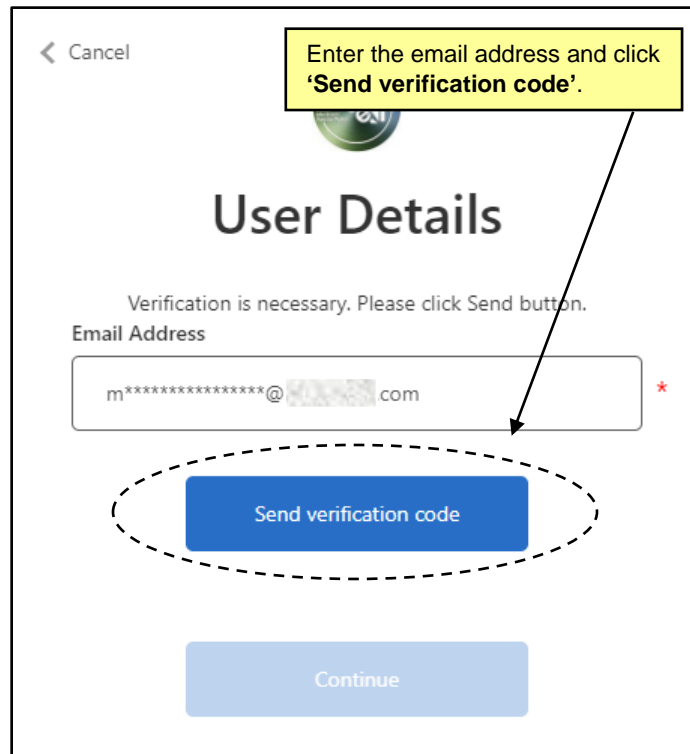 Cancel
Enter the email address and click
‘Send verification code’.
User Details
Verification is necessary. Please click Send button.
Email Address
m****************@ .com
*
Send verification code
Continue